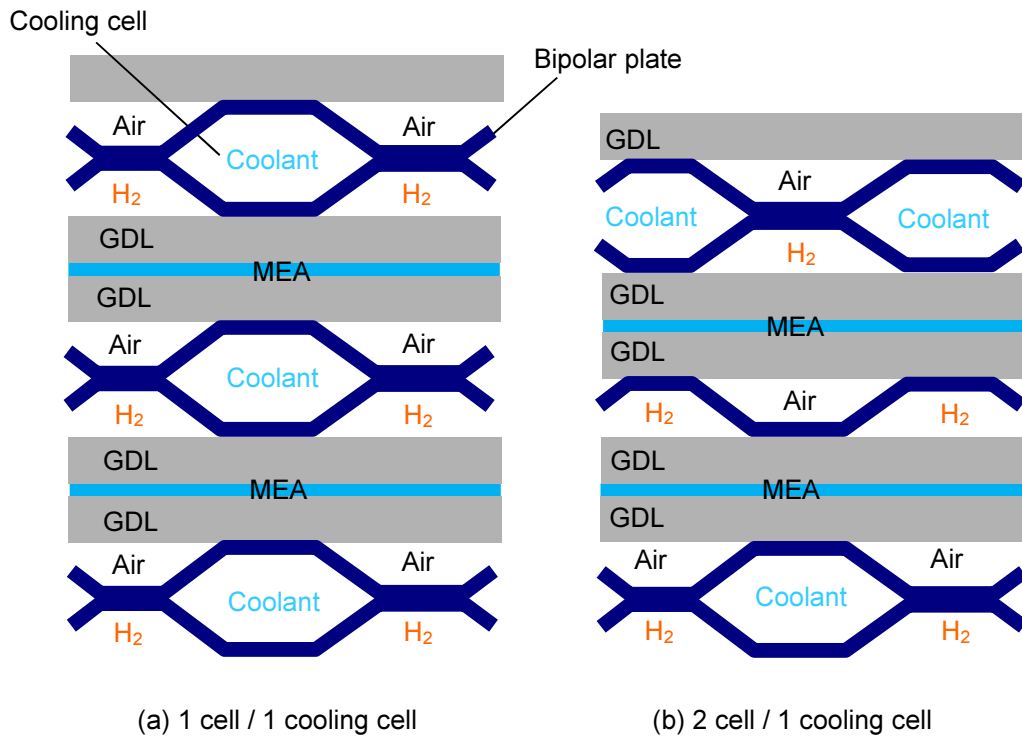 Cooling cell
Bipolar plate
Air
Air
Coolant
H₂
H₂
GDL
MEA
GDL
Air
Air
Coolant
H₂
H₂
GDL
MEA
GDL
Air
Air
Coolant
H₂
H₂
(a) 1 cell / 1 cooling cell
GDL
Air
Coolant
Coolant
H₂
GDL
MEA
GDL
H₂
Air
H₂
GDL
MEA
GDL
Air
Air
Coolant
H₂
H₂
(b) 2 cell / 1 cooling cell